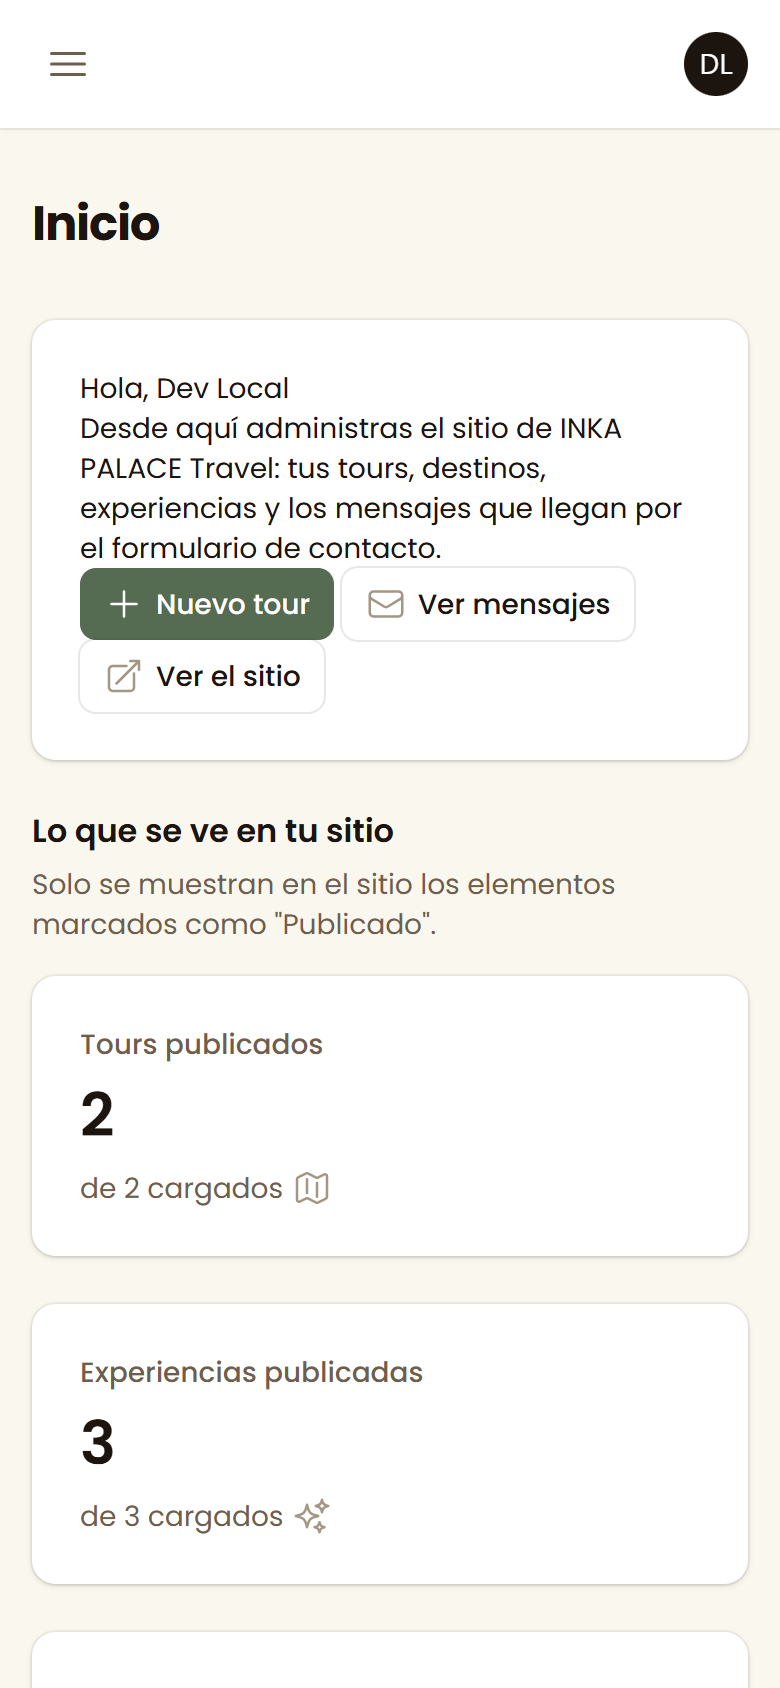 DL
Inicio
Hola, Dev Local
Desde aquí administras el sitio de INKA
PALACE Travel: tus tours, destinos,
experiencias y los mensajes que llegan por
el formulario de contacto.
Nuevo tour
Ver mensajes
Ver el sitio
Lo que se ve en tu sitio
Solo se muestran en el sitio los elementos
marcados como "Publicado".
Tours publicados
2
de 2 cargados
Experiencias publicadas
3
de 3 cargados